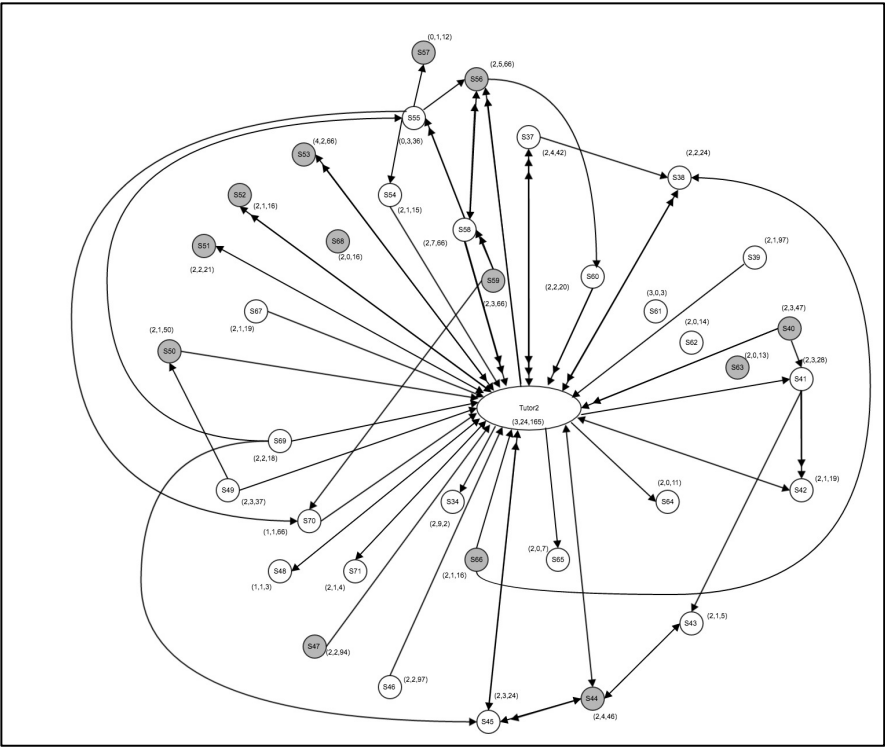 (0,1,12)
S57
(2,5,66)
S56
S55
(0,3,36)
(4,2,66)
S53
S37
(2,4,42)
(2,2,24)
S38
S52
(2,1,16)
S54
(2,1,15)
(2,7,66)
S58
S68
(2,0,16)
S51
(2,2,21)
S39
(2,1,97)
S59
(2,3,66)
S60
(2,2,20)
(3,0,3)
S61
S67
(2,1,19)
(2,3,47)
S40
(2,0,14)
S62
(2,1,50)
S50
(2,0,13)
S63
(2,3,28)
S41
Tutor2
(3,24,165)
S69
(2,2,18)
S49
(2,3,37)
S34
(2,9,2)
(2,0,11)
S64
S42
(2,1,19)
S70
(1,1,66)
S48
(1,1,3)
S71
(2,1,4)
S66
(2,1,16)
(2,0,7)
S65
S43
(2,1,5)
S47
(2,2,94)
S46
(2,2,97)
(2,3,24)
S45
S44
(2,4,46)